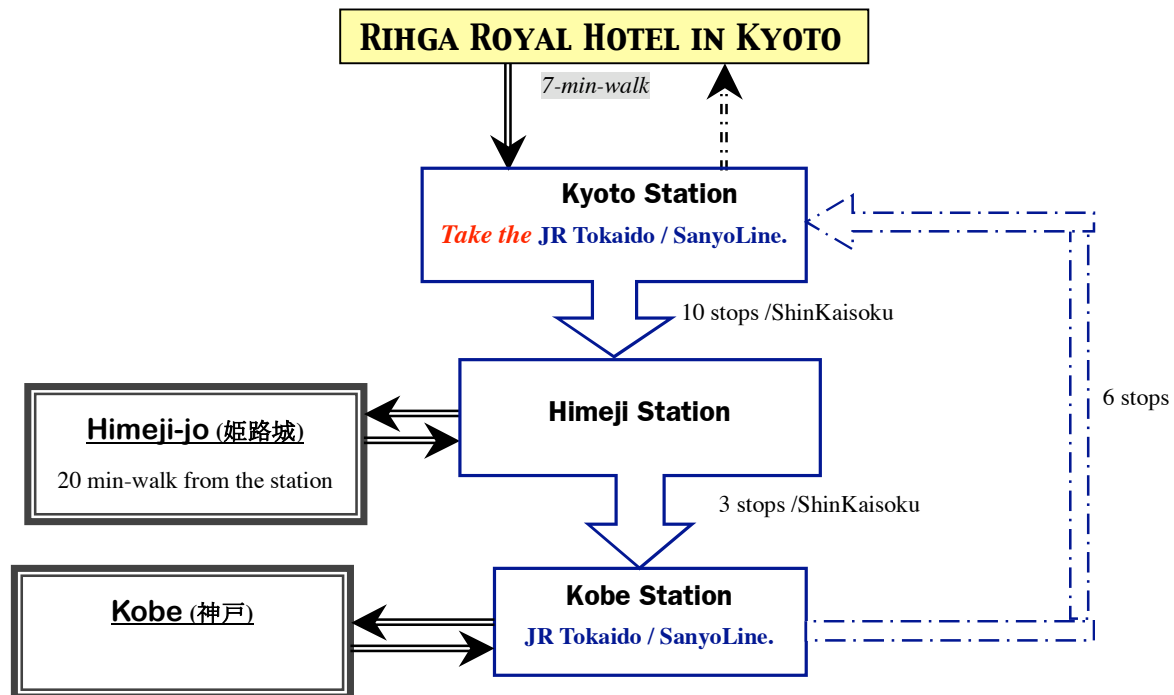 RIHGA ROYAL HOTEL IN KYOTO
7-min-walk
Kyoto Station
Take the JR Tokaido / SanyoLine.
10 stops /ShinKaisoku
Himeji Station
6 stops
Himeji-jo (姫路城)
20 min-walk from the station
3 stops /ShinKaisoku
Kobe Station
JR Tokaido / SanyoLine.
Kobe (神戸)